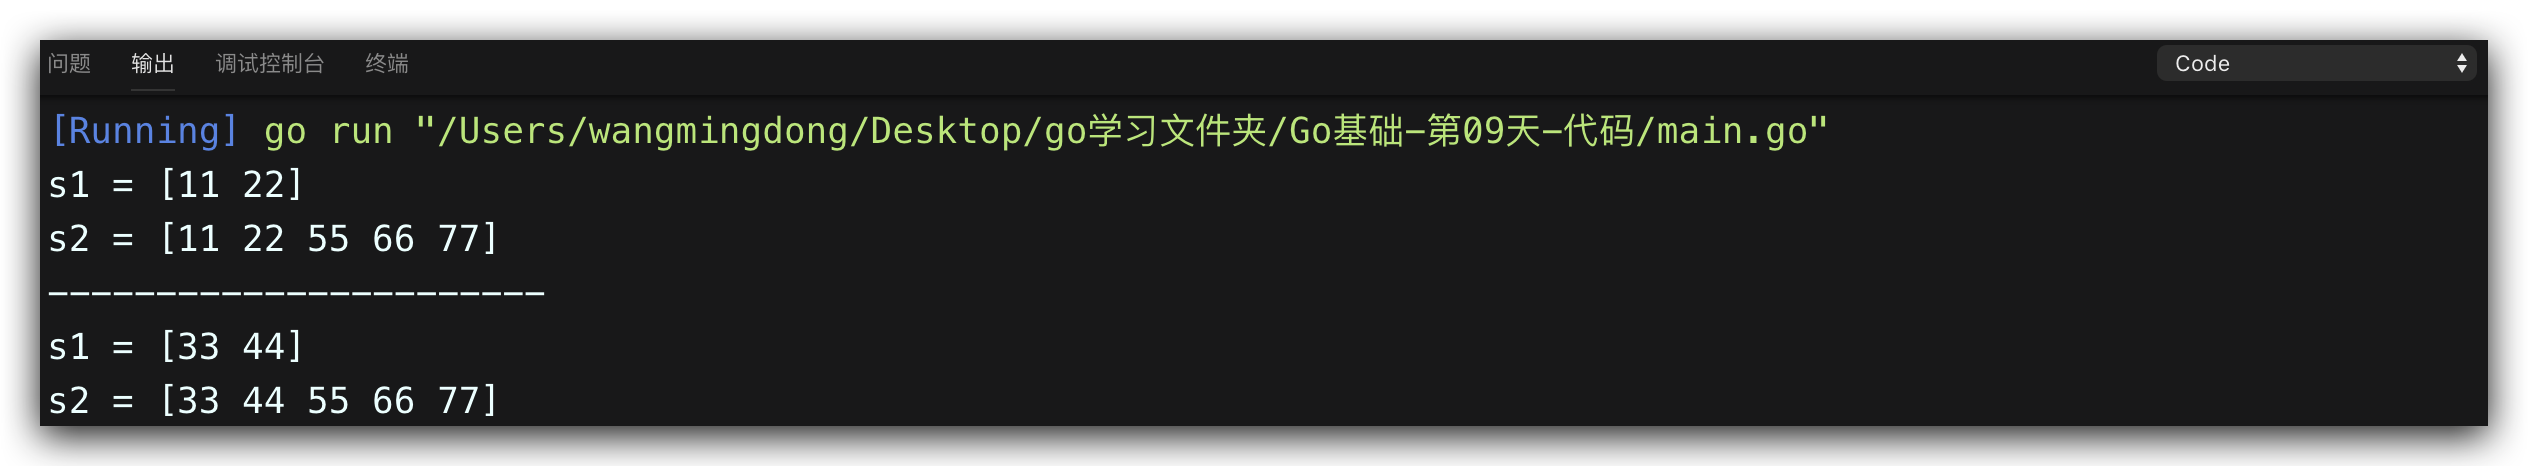 问题 输出 调试控制台 终端 Code
[Running] go run "/Users/wangmingdong/Desktop/go学习文件夹/Go基础-第09天-代码/main.go"
s1 = [11 22]
s2 = [11 22 55 66 77]
-----------------------
s1 = [33 44]
s2 = [33 44 55 66 77]